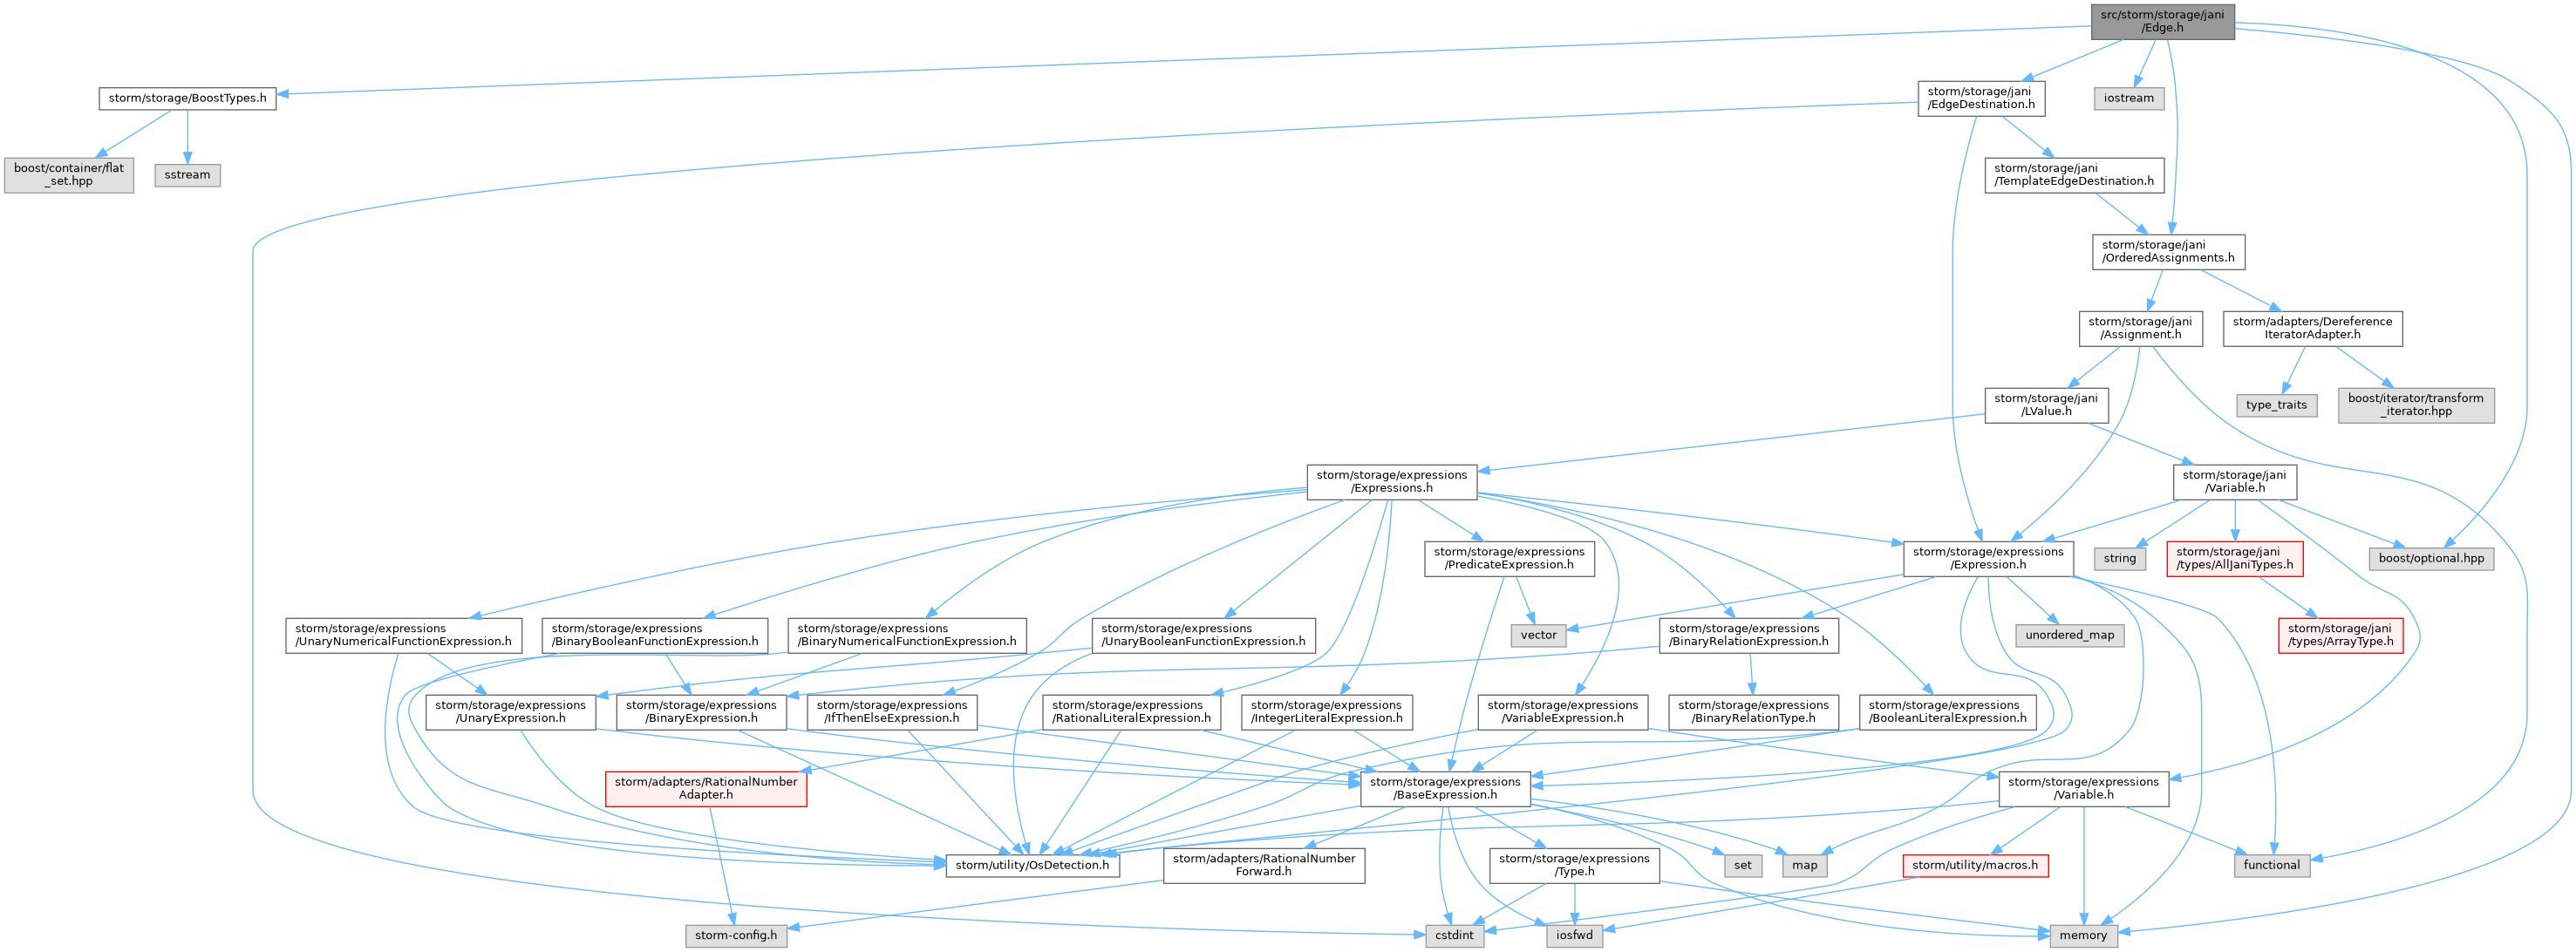 src/storm/storage/jani
/Edge.h
storm/storage/BoostTypes.h
storm/storage/jani
/EdgeDestination.h
iostream
boost/container/flat
_set.hpp
sstream
storm/storage/jani
/TemplateEdgeDestination.h
storm/storage/jani
/OrderedAssignments.h
storm/storage/jani
/Assignment.h
storm/adapters/Dereference
IteratorAdapter.h
storm/storage/jani
/LValue.h
type_traits
boost/iterator/transform
_iterator.hpp
storm/storage/expressions
/Expressions.h
storm/storage/jani
/Variable.h
storm/storage/expressions
/PredicateExpression.h
storm/storage/expressions
/Expression.h
string
storm/storage/jani
/types/AllJaniTypes.h
boost/optional.hpp
storm/storage/expressions
/UnaryNumericalFunctionExpression.h
storm/storage/expressions
/BinaryBooleanFunctionExpression.h
storm/storage/expressions
/BinaryNumericalFunctionExpression.h
storm/storage/expressions
/UnaryBooleanFunctionExpression.h
vector
storm/storage/expressions
/BinaryRelationExpression.h
unordered_map
storm/storage/jani
/types/ArrayType.h
storm/storage/expressions
/UnaryExpression.h
storm/storage/expressions
/BinaryExpression.h
storm/storage/expressions
/IfThenElseExpression.h
storm/storage/expressions
/RationalLiteralExpression.h
storm/storage/expressions
/IntegerLiteralExpression.h
storm/storage/expressions
/VariableExpression.h
storm/storage/expressions
/BinaryRelationType.h
storm/storage/expressions
/BooleanLiteralExpression.h
storm/adapters/RationalNumber
Adapter.h
storm/storage/expressions
/BaseExpression.h
storm/storage/expressions
/Variable.h
storm/utility/OsDetection.h
storm/adapters/RationalNumber
Forward.h
storm/storage/expressions
/Type.h
set
map
storm/utility/macros.h
functional
storm-config.h
cstdint
iosfwd
memory